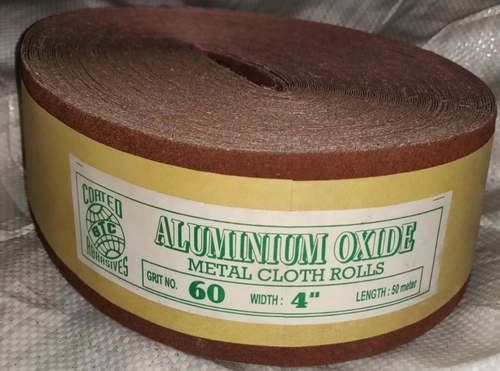 COATED
BTC
ABRASIVES
ALUMINIUM OXIDE
METAL CLOTH ROLLS
GRIT NO. 60 WIDTH : 4" LENGTH : 50 meter